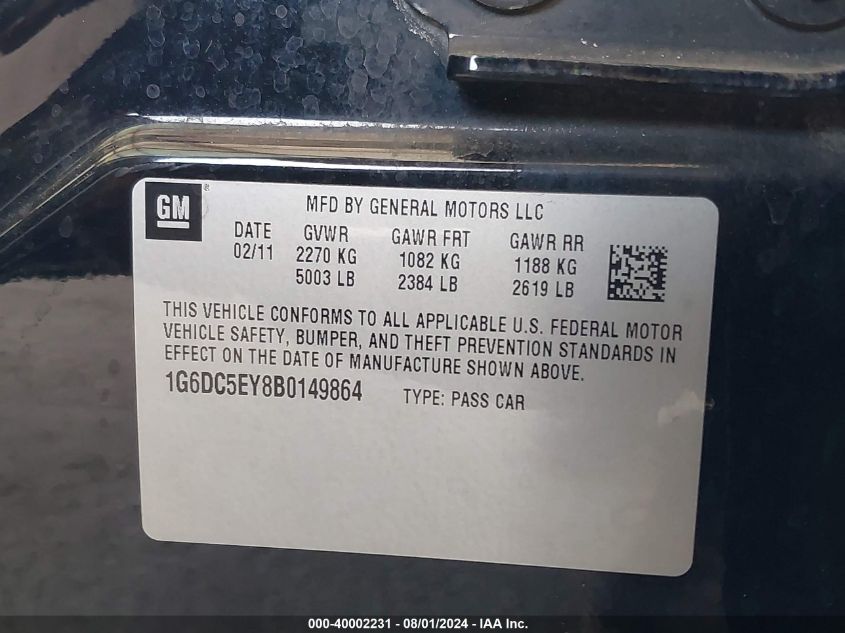 GM ®
MFD BY GENERAL MOTORS LLC
DATE GVWR GAWR FRT GAWR RR
02/11 2270 KG 1082 KG 1188 KG
5003 LB 2384 LB 2619 LB
THIS VEHICLE CONFORMS TO ALL APPLICABLE U.S. FEDERAL MOTOR
VEHICLE SAFETY, BUMPER, AND THEFT PREVENTION STANDARDS IN
EFFECT ON THE DATE OF MANUFACTURE SHOWN ABOVE.
1G6DC5EY8B0149864 TYPE: PASS CAR
000-40002231 - 08/01/2024 - IAA Inc.